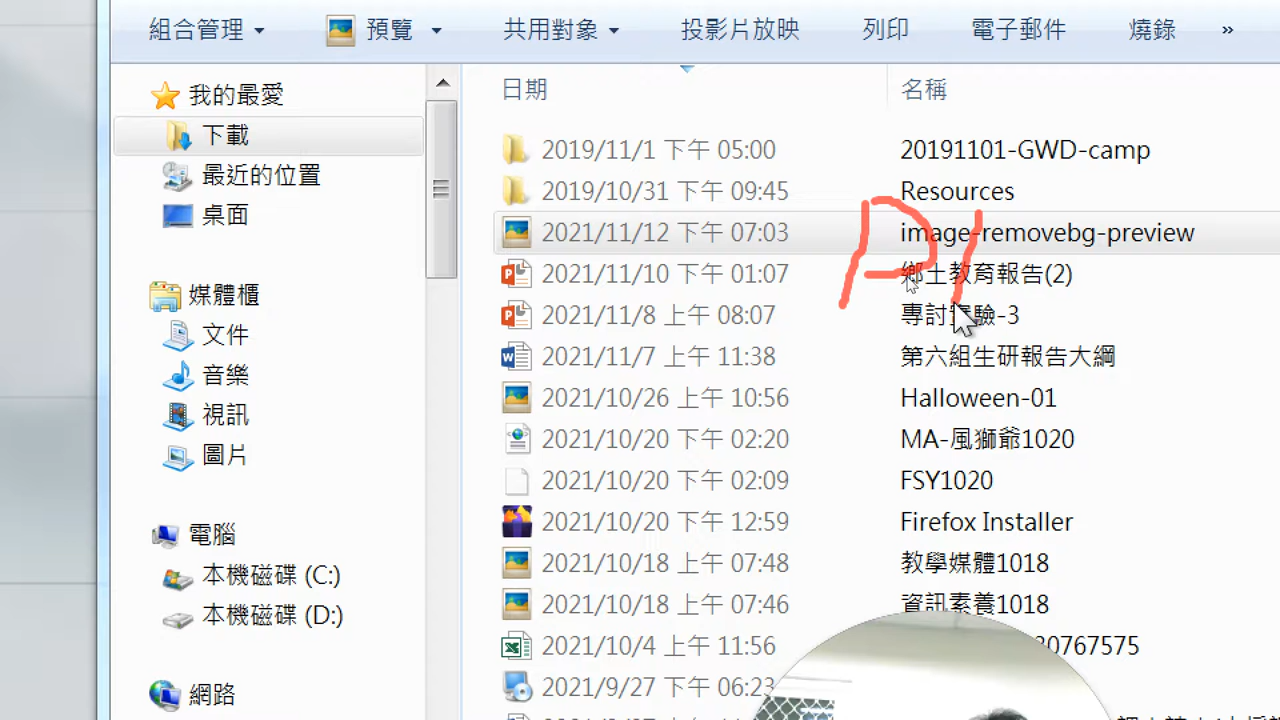 組合管理 預覽 共用對象 投影片放映 列印 電子郵件 燒錄 »
日期 名稱
我的最愛
下載
最近的位置
桌面
媒體櫃
文件
音樂
視訊
圖片
電腦
本機磁碟 (C:)
本機磁碟 (D:)
網路
2019/11/1 下午 05:00 20191101-GWD-camp
2019/10/31 下午 09:45 Resources
2021/11/12 下午 07:03 image-removebg-preview
2021/11/10 下午 01:07 鄉土教育報告(2)
2021/11/8 上午 08:07 專討實驗-3
2021/11/7 上午 11:38 第六組生研報告大綱
2021/10/26 上午 10:56 Halloween-01
2021/10/20 下午 02:20 MA-風獅爺1020
2021/10/20 下午 02:09 FSY1020
2021/10/20 下午 12:59 Firefox Installer
2021/10/18 上午 07:48 教學媒體1018
2021/10/18 上午 07:46 資訊素養1018
2021/10/4 上午 11:56
2021/9/27 下午 06:23